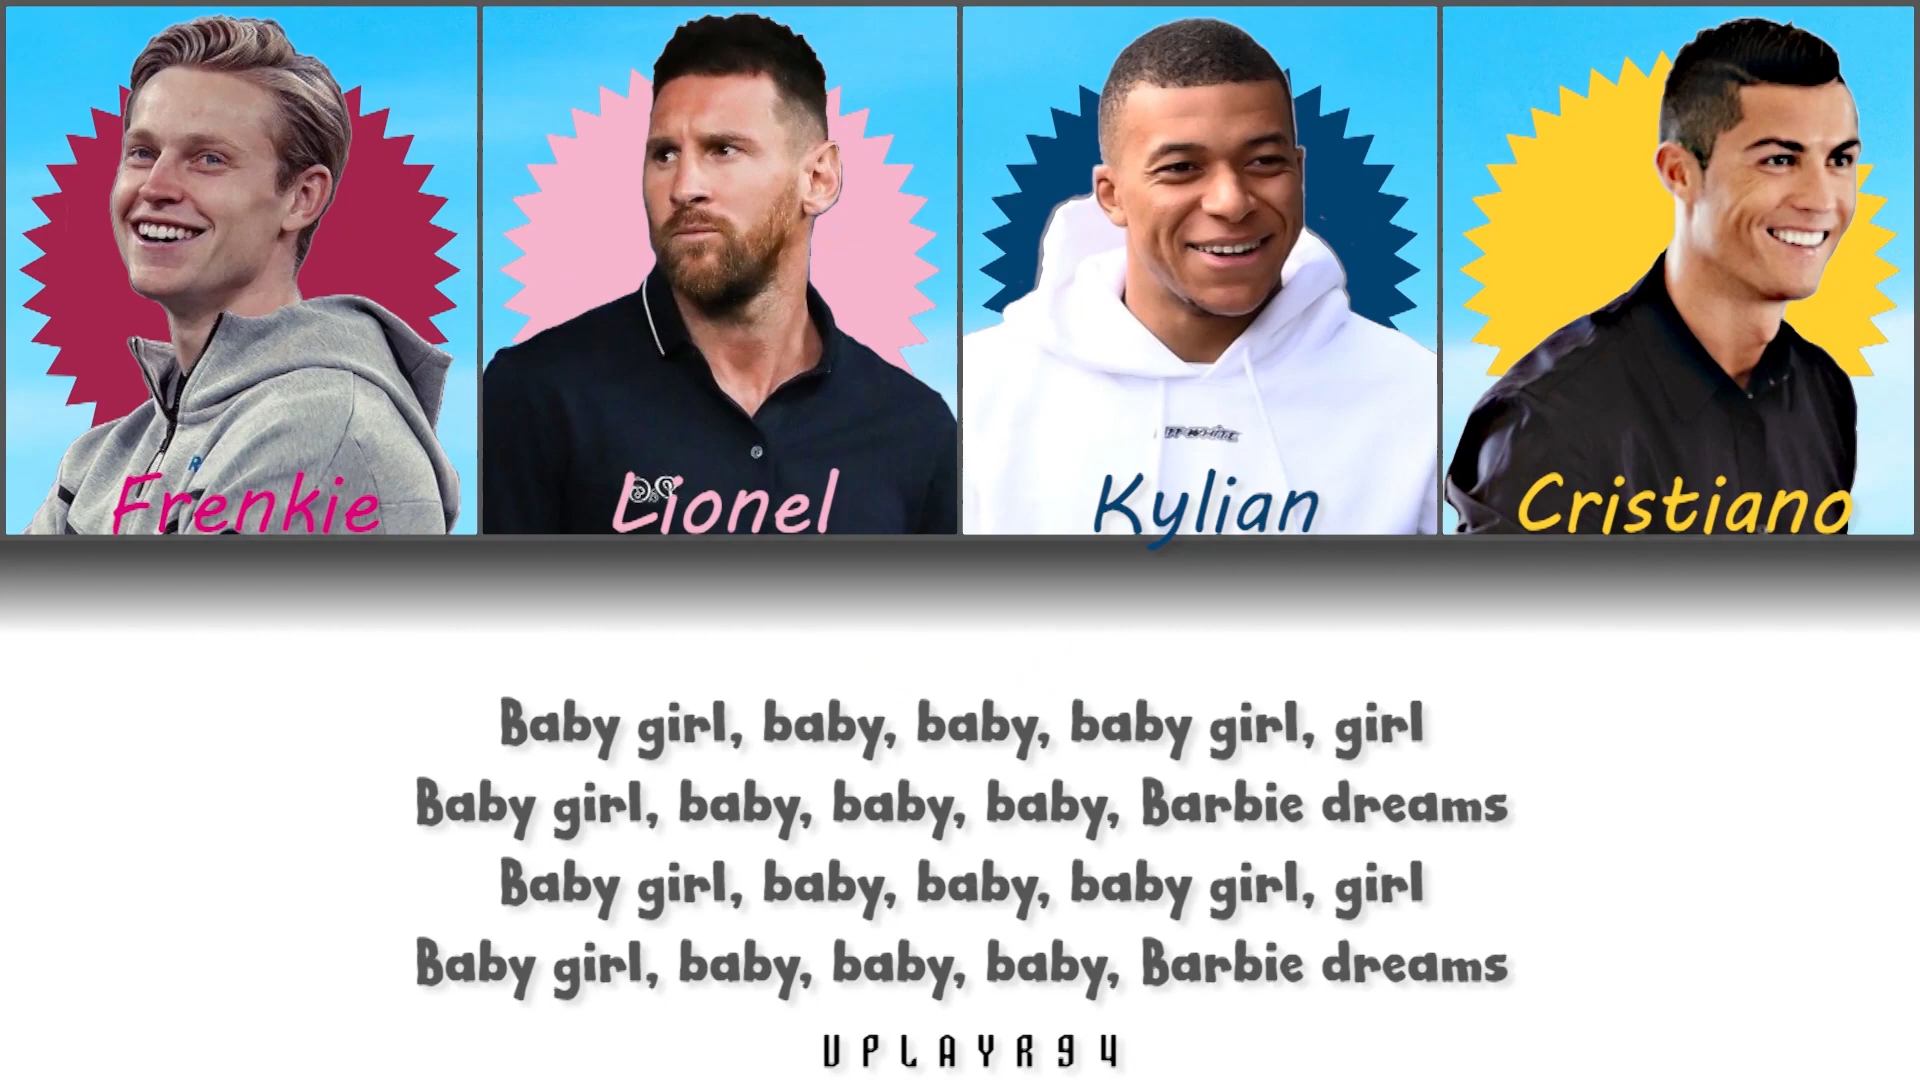 Frenkie
Lionel
Kylian
Cristiano
Baby girl, baby, baby, baby girl, girl
Baby girl, baby, baby, baby, Barbie dreams
Baby girl, baby, baby, baby girl, girl
Baby girl, baby, baby, baby, Barbie dreams
UPLAYR94